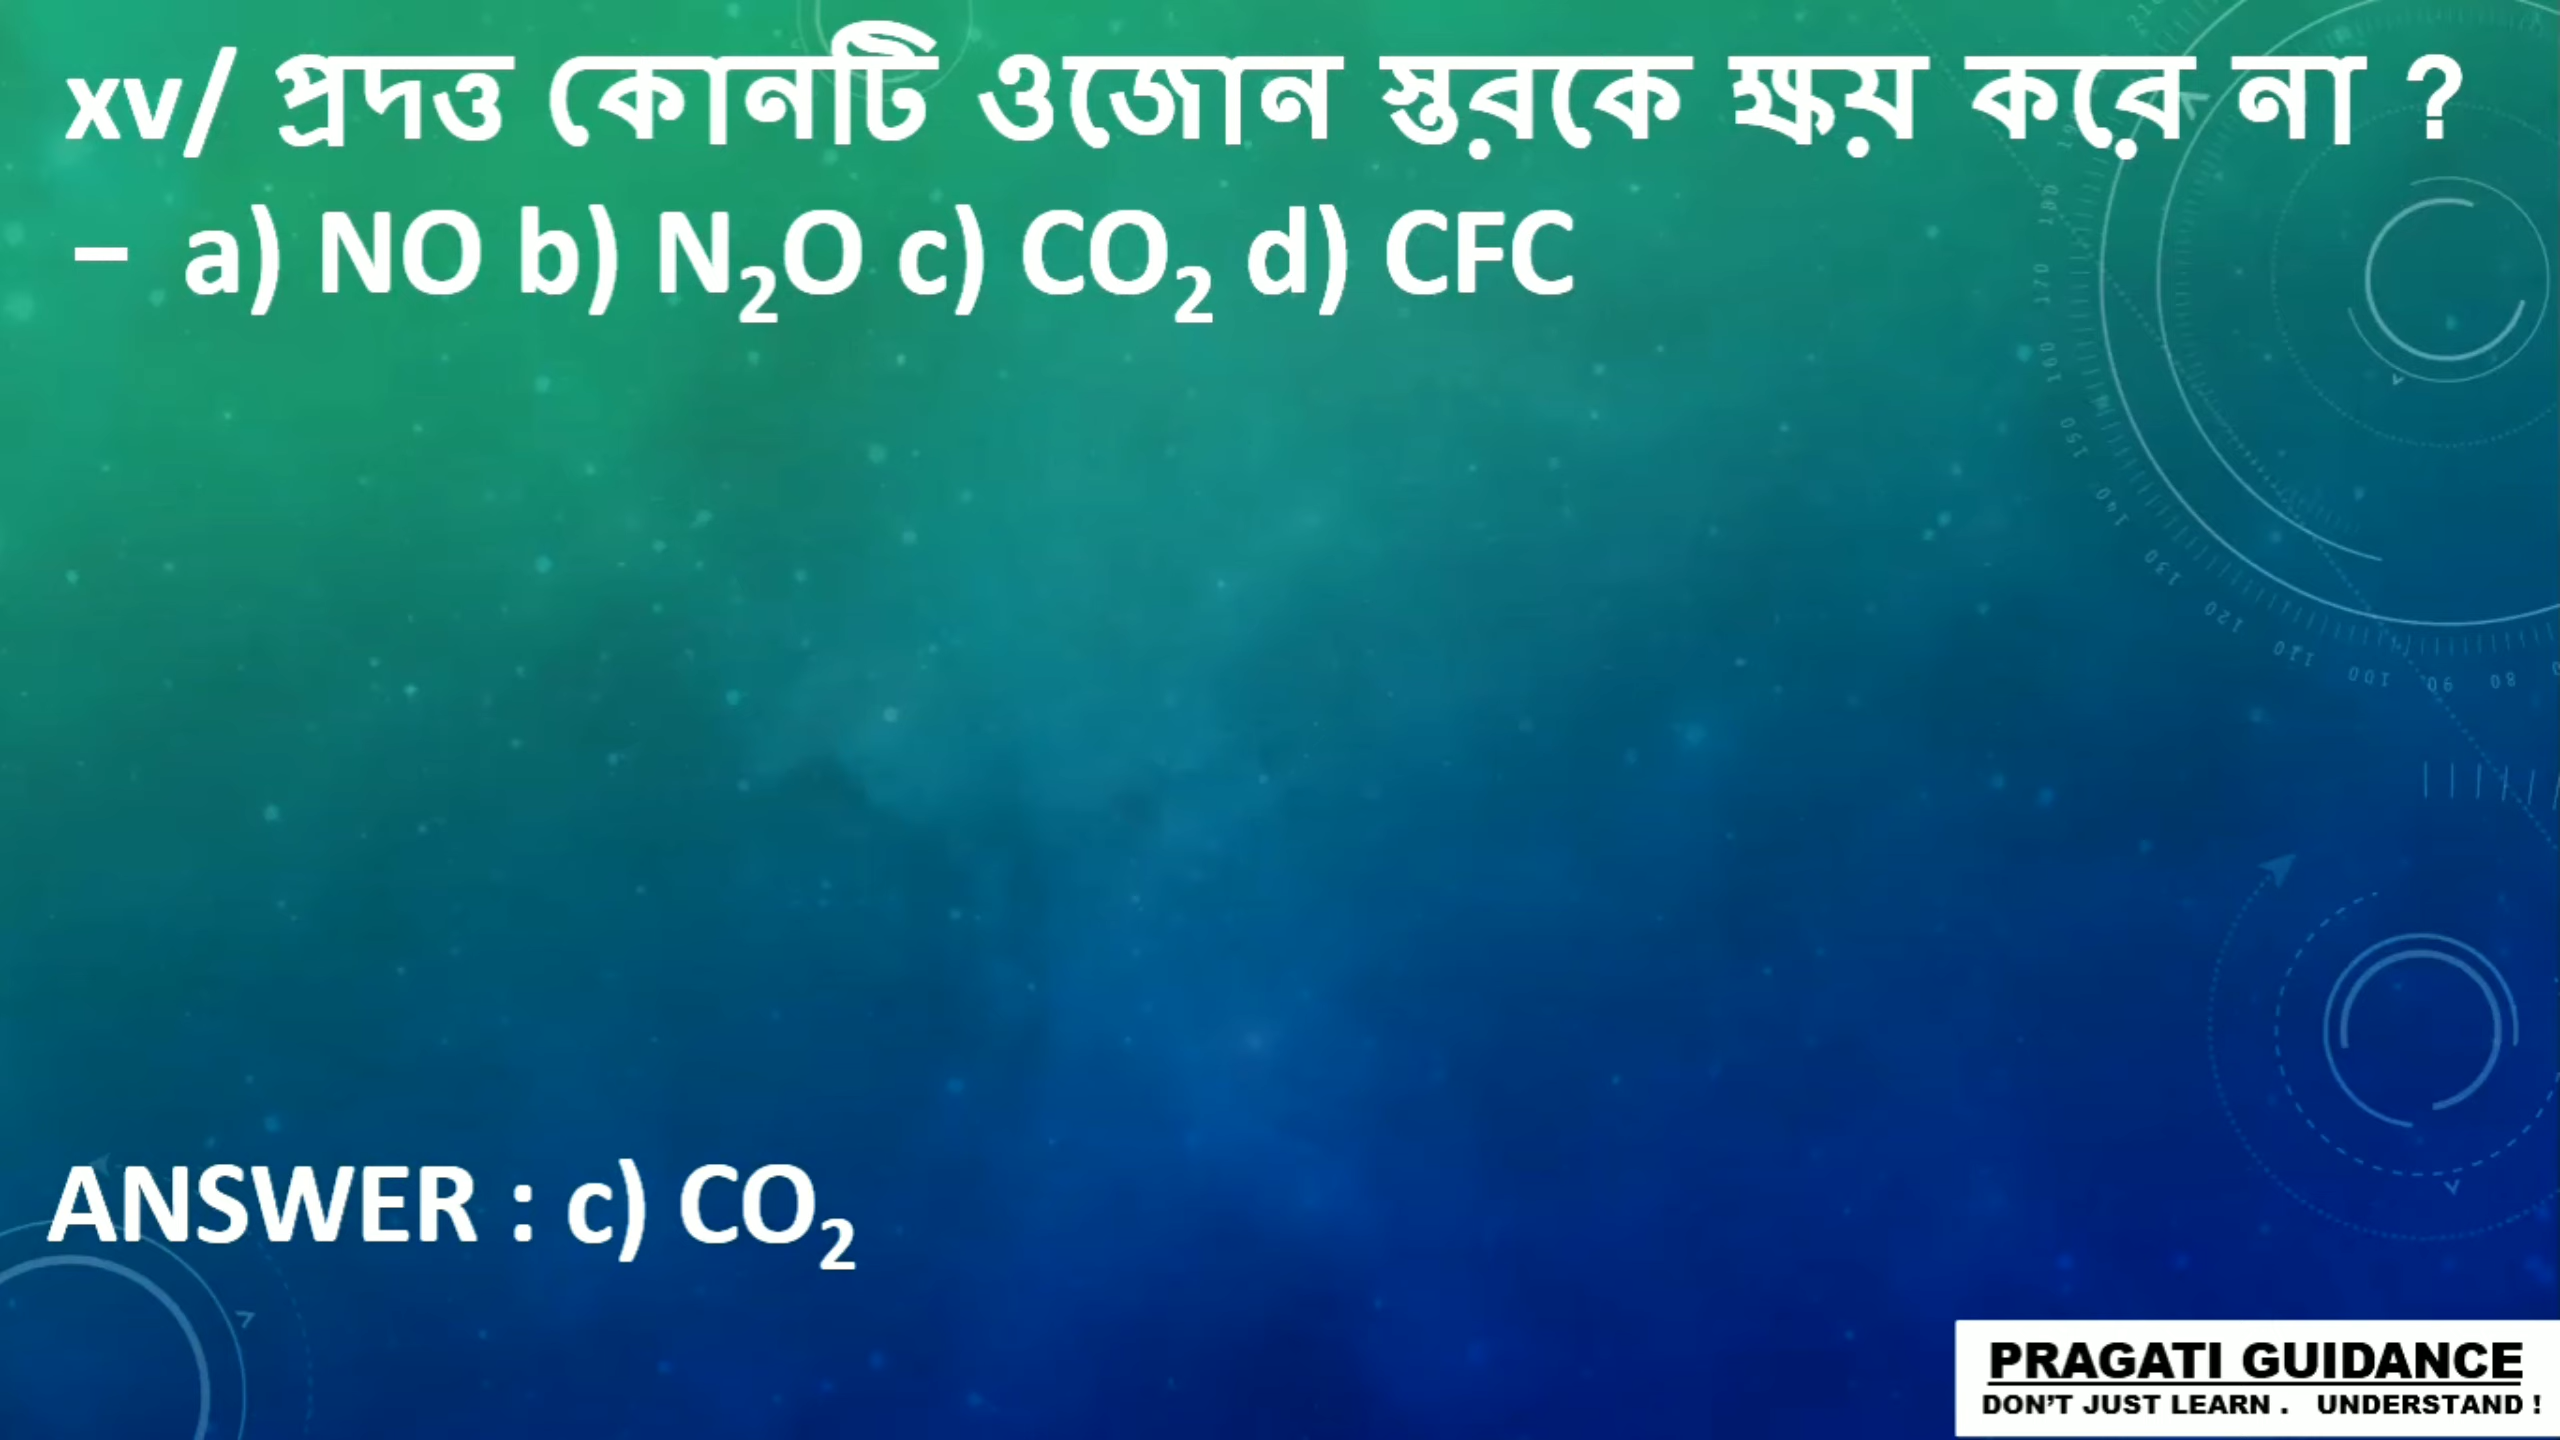 xv/ প্রদত্ত কোনটি ওজোন স্তরকে ক্ষয় করে না ?
– a) NO b) N₂O c) CO₂ d) CFC
ANSWER : c) CO₂
PRAGATI GUIDANCE
DON'T JUST LEARN . UNDERSTAND !